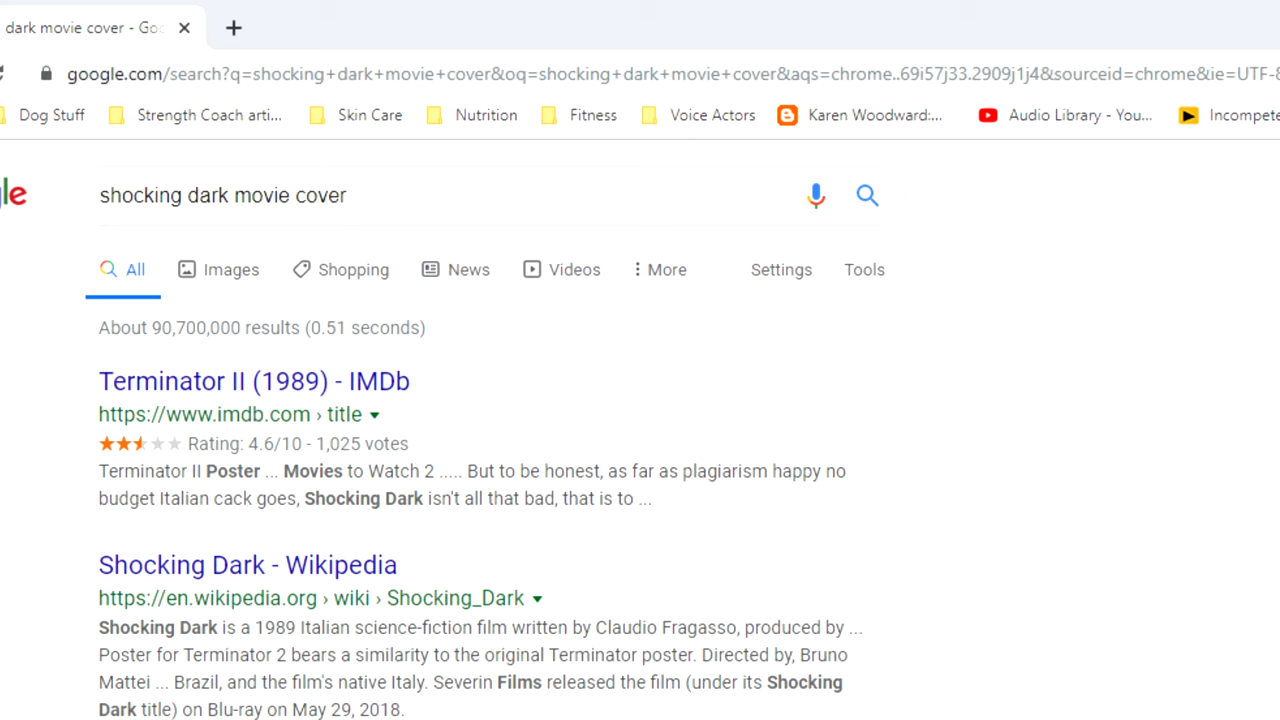 dark movie cover - Goo
google.com/search?q=shocking+dark+movie+cover&oq=shocking+dark+movie+cover&aqs=chrome..69i57j33.2909j1j4&sourceid=chrome&ie=UTF-8
Dog Stuff Strength Coach arti... Skin Care Nutrition Fitness Voice Actors Karen Woodward:... Audio Library - You... Incompete
le shocking dark movie cover
All Images Shopping News Videos More Settings Tools
About 90,700,000 results (0.51 seconds)
Terminator II (1989) - IMDb
https://www.imdb.com › title
Rating: 4.6/10 - 1,025 votes
Terminator II Poster ... Movies to Watch 2 ..... But to be honest, as far as plagiarism happy no
budget Italian cack goes, Shocking Dark isn't all that bad, that is to ...
Shocking Dark - Wikipedia
https://en.wikipedia.org › wiki › Shocking_Dark
Shocking Dark is a 1989 Italian science-fiction film written by Claudio Fragasso, produced by ...
Poster for Terminator 2 bears a similarity to the original Terminator poster. Directed by, Bruno
Mattei ... Brazil, and the film's native Italy. Severin Films released the film (under its Shocking
Dark title) on Blu-ray on May 29, 2018.